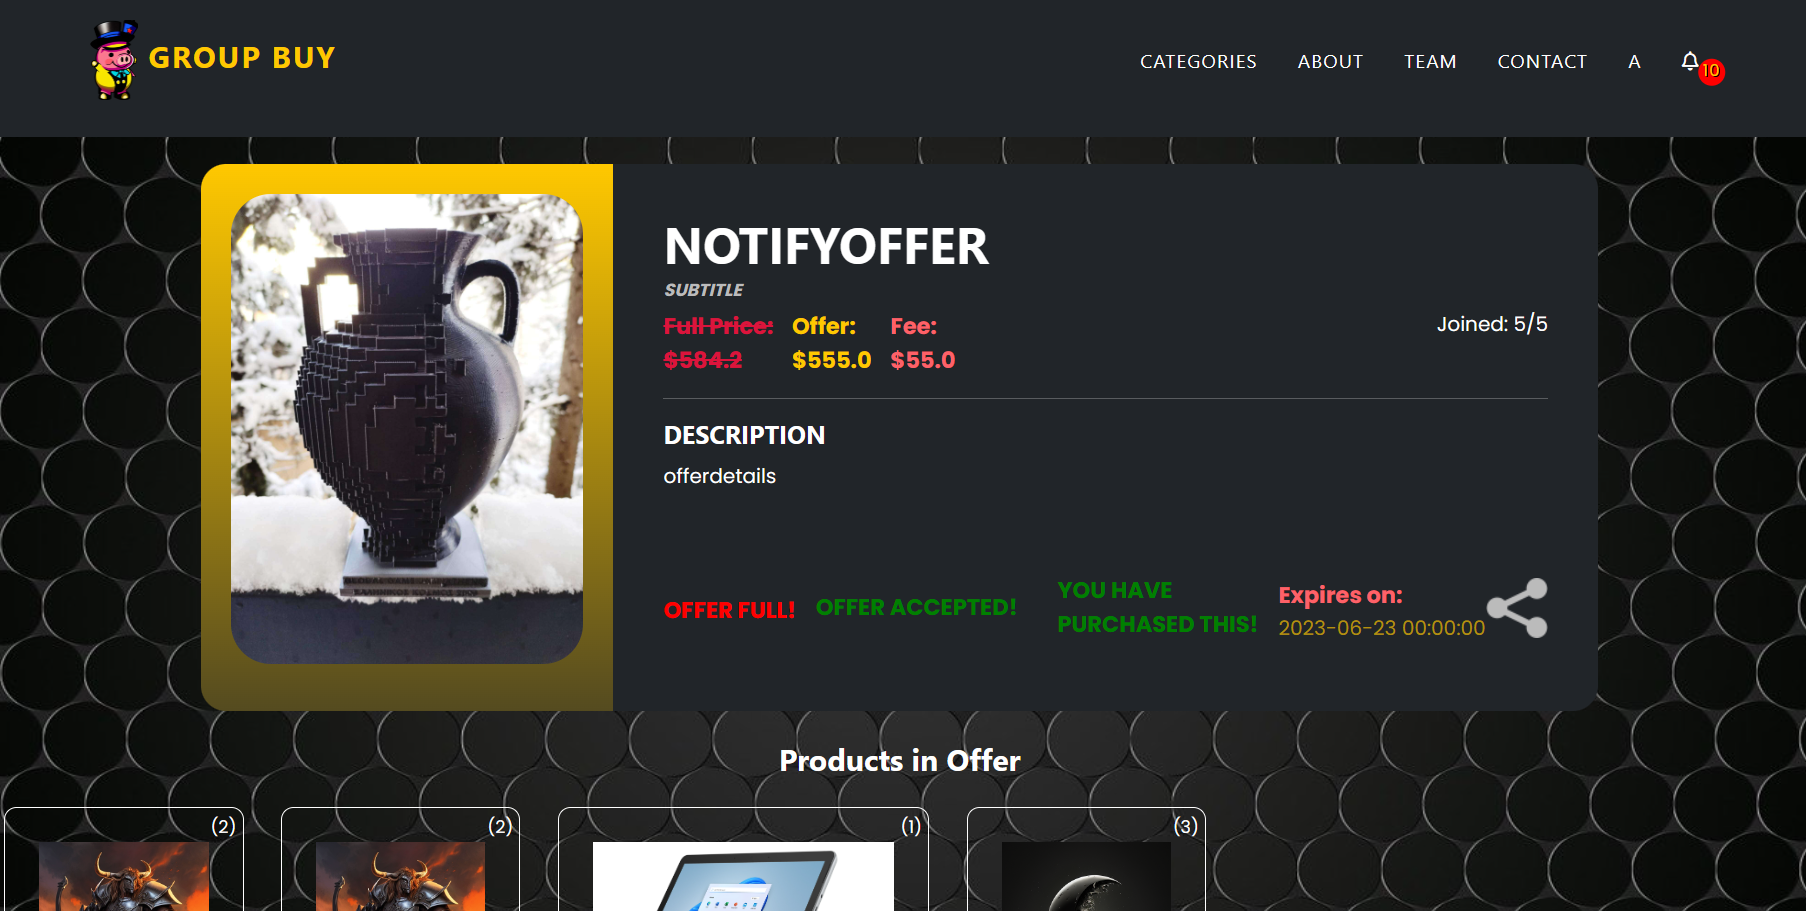 GROUP BUY
CATEGORIES ABOUT TEAM CONTACT A 10
NOTIFYOFFER
SUBTITLE
Full Price: Offer: Fee:
$584.2 $555.0 $55.0
Joined: 5/5
DESCRIPTION
offerdetails
OFFER FULL!
OFFER ACCEPTED!
YOU HAVE
PURCHASED THIS!
Expires on:
2023-06-23 00:00:00
Products in Offer
(2) (2) (1) (3)